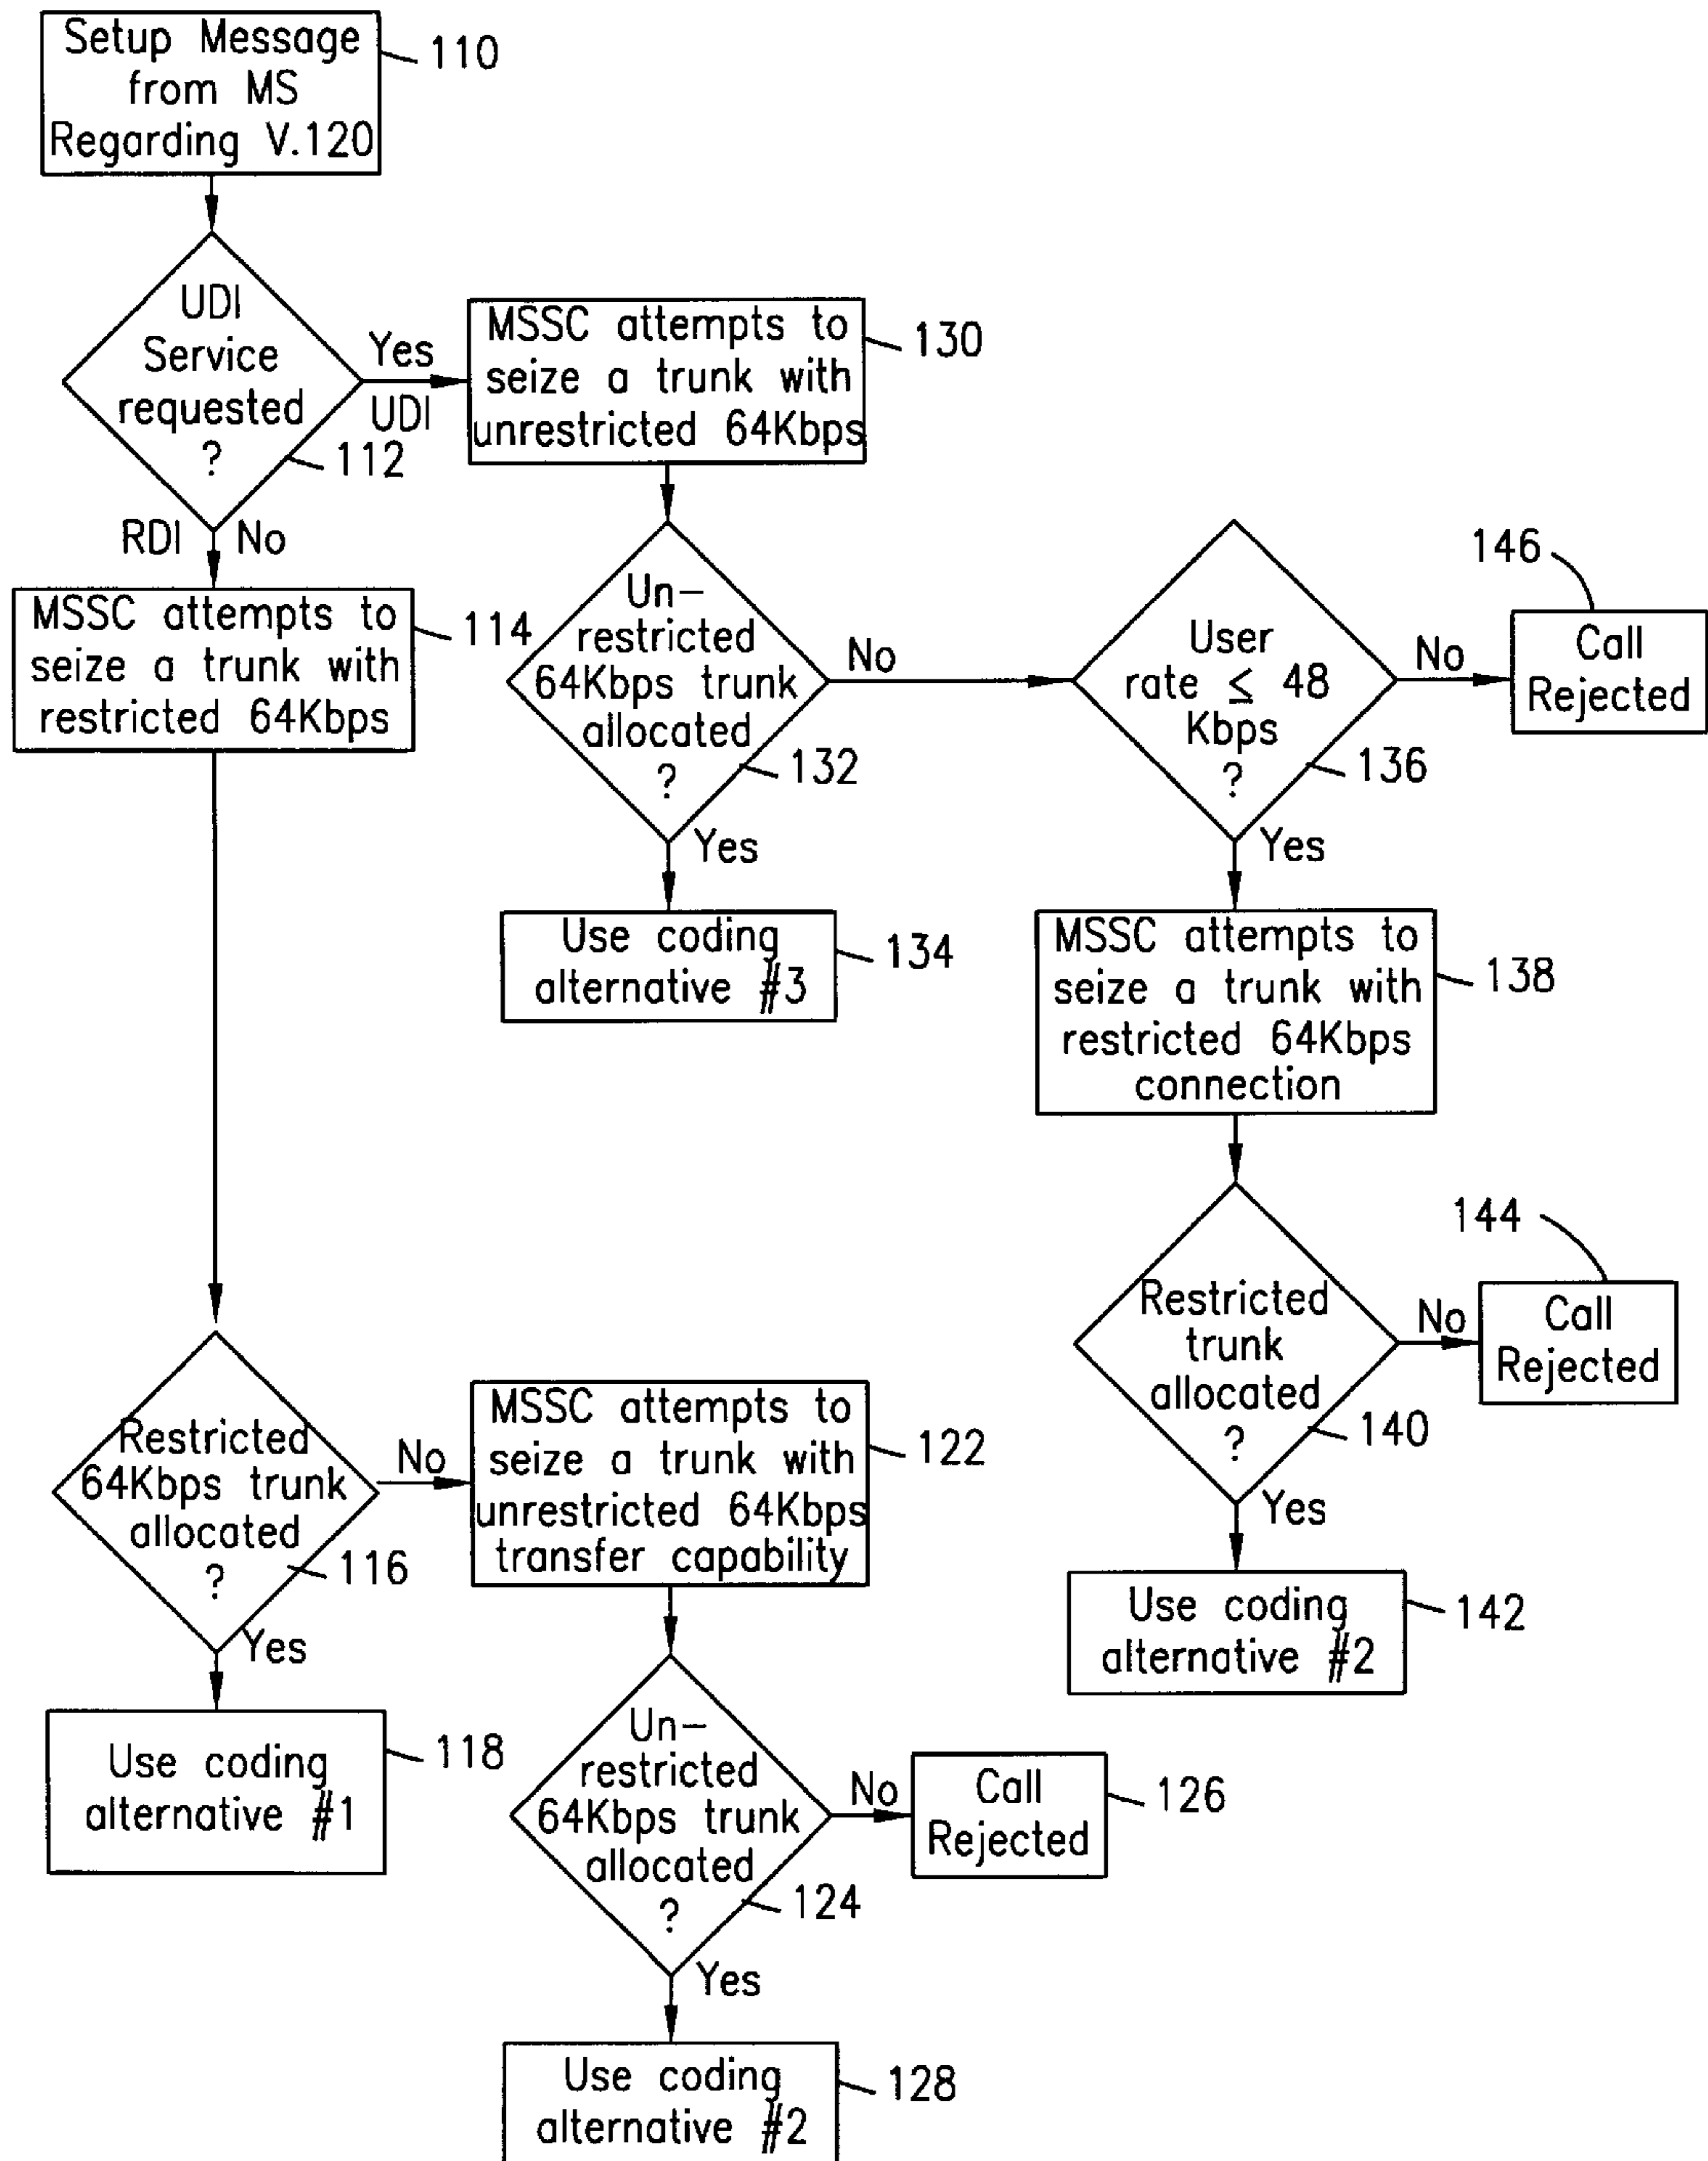 Setup Message
from MS
Regarding V.120
110
UDI
Service
requested
?
112
Yes
UDI
RDI No
MSSC attempts to
seize a trunk with
unrestricted 64Kbps
130
MSSC attempts to
seize a trunk with
restricted 64Kbps
114
Un-
restricted
64Kbps trunk
allocated
?
132
No
Yes
User
rate ≤ 48
Kbps
?
136
No
Yes
146
Call
Rejected
Use coding
alternative #3
134
MSSC attempts to
seize a trunk with
restricted 64Kbps
connection
138
Restricted
trunk
allocated
?
140
No
Yes
144
Call
Rejected
Use coding
alternative #2
142
Restricted
64Kbps trunk
allocated
?
116
No
Yes
MSSC attempts to
seize a trunk with
unrestricted 64Kbps
transfer capability
122
Use coding
alternative #1
118
Un-
restricted
64Kbps trunk
allocated
?
124
No
Yes
Call
Rejected
126
Use coding
alternative #2
128